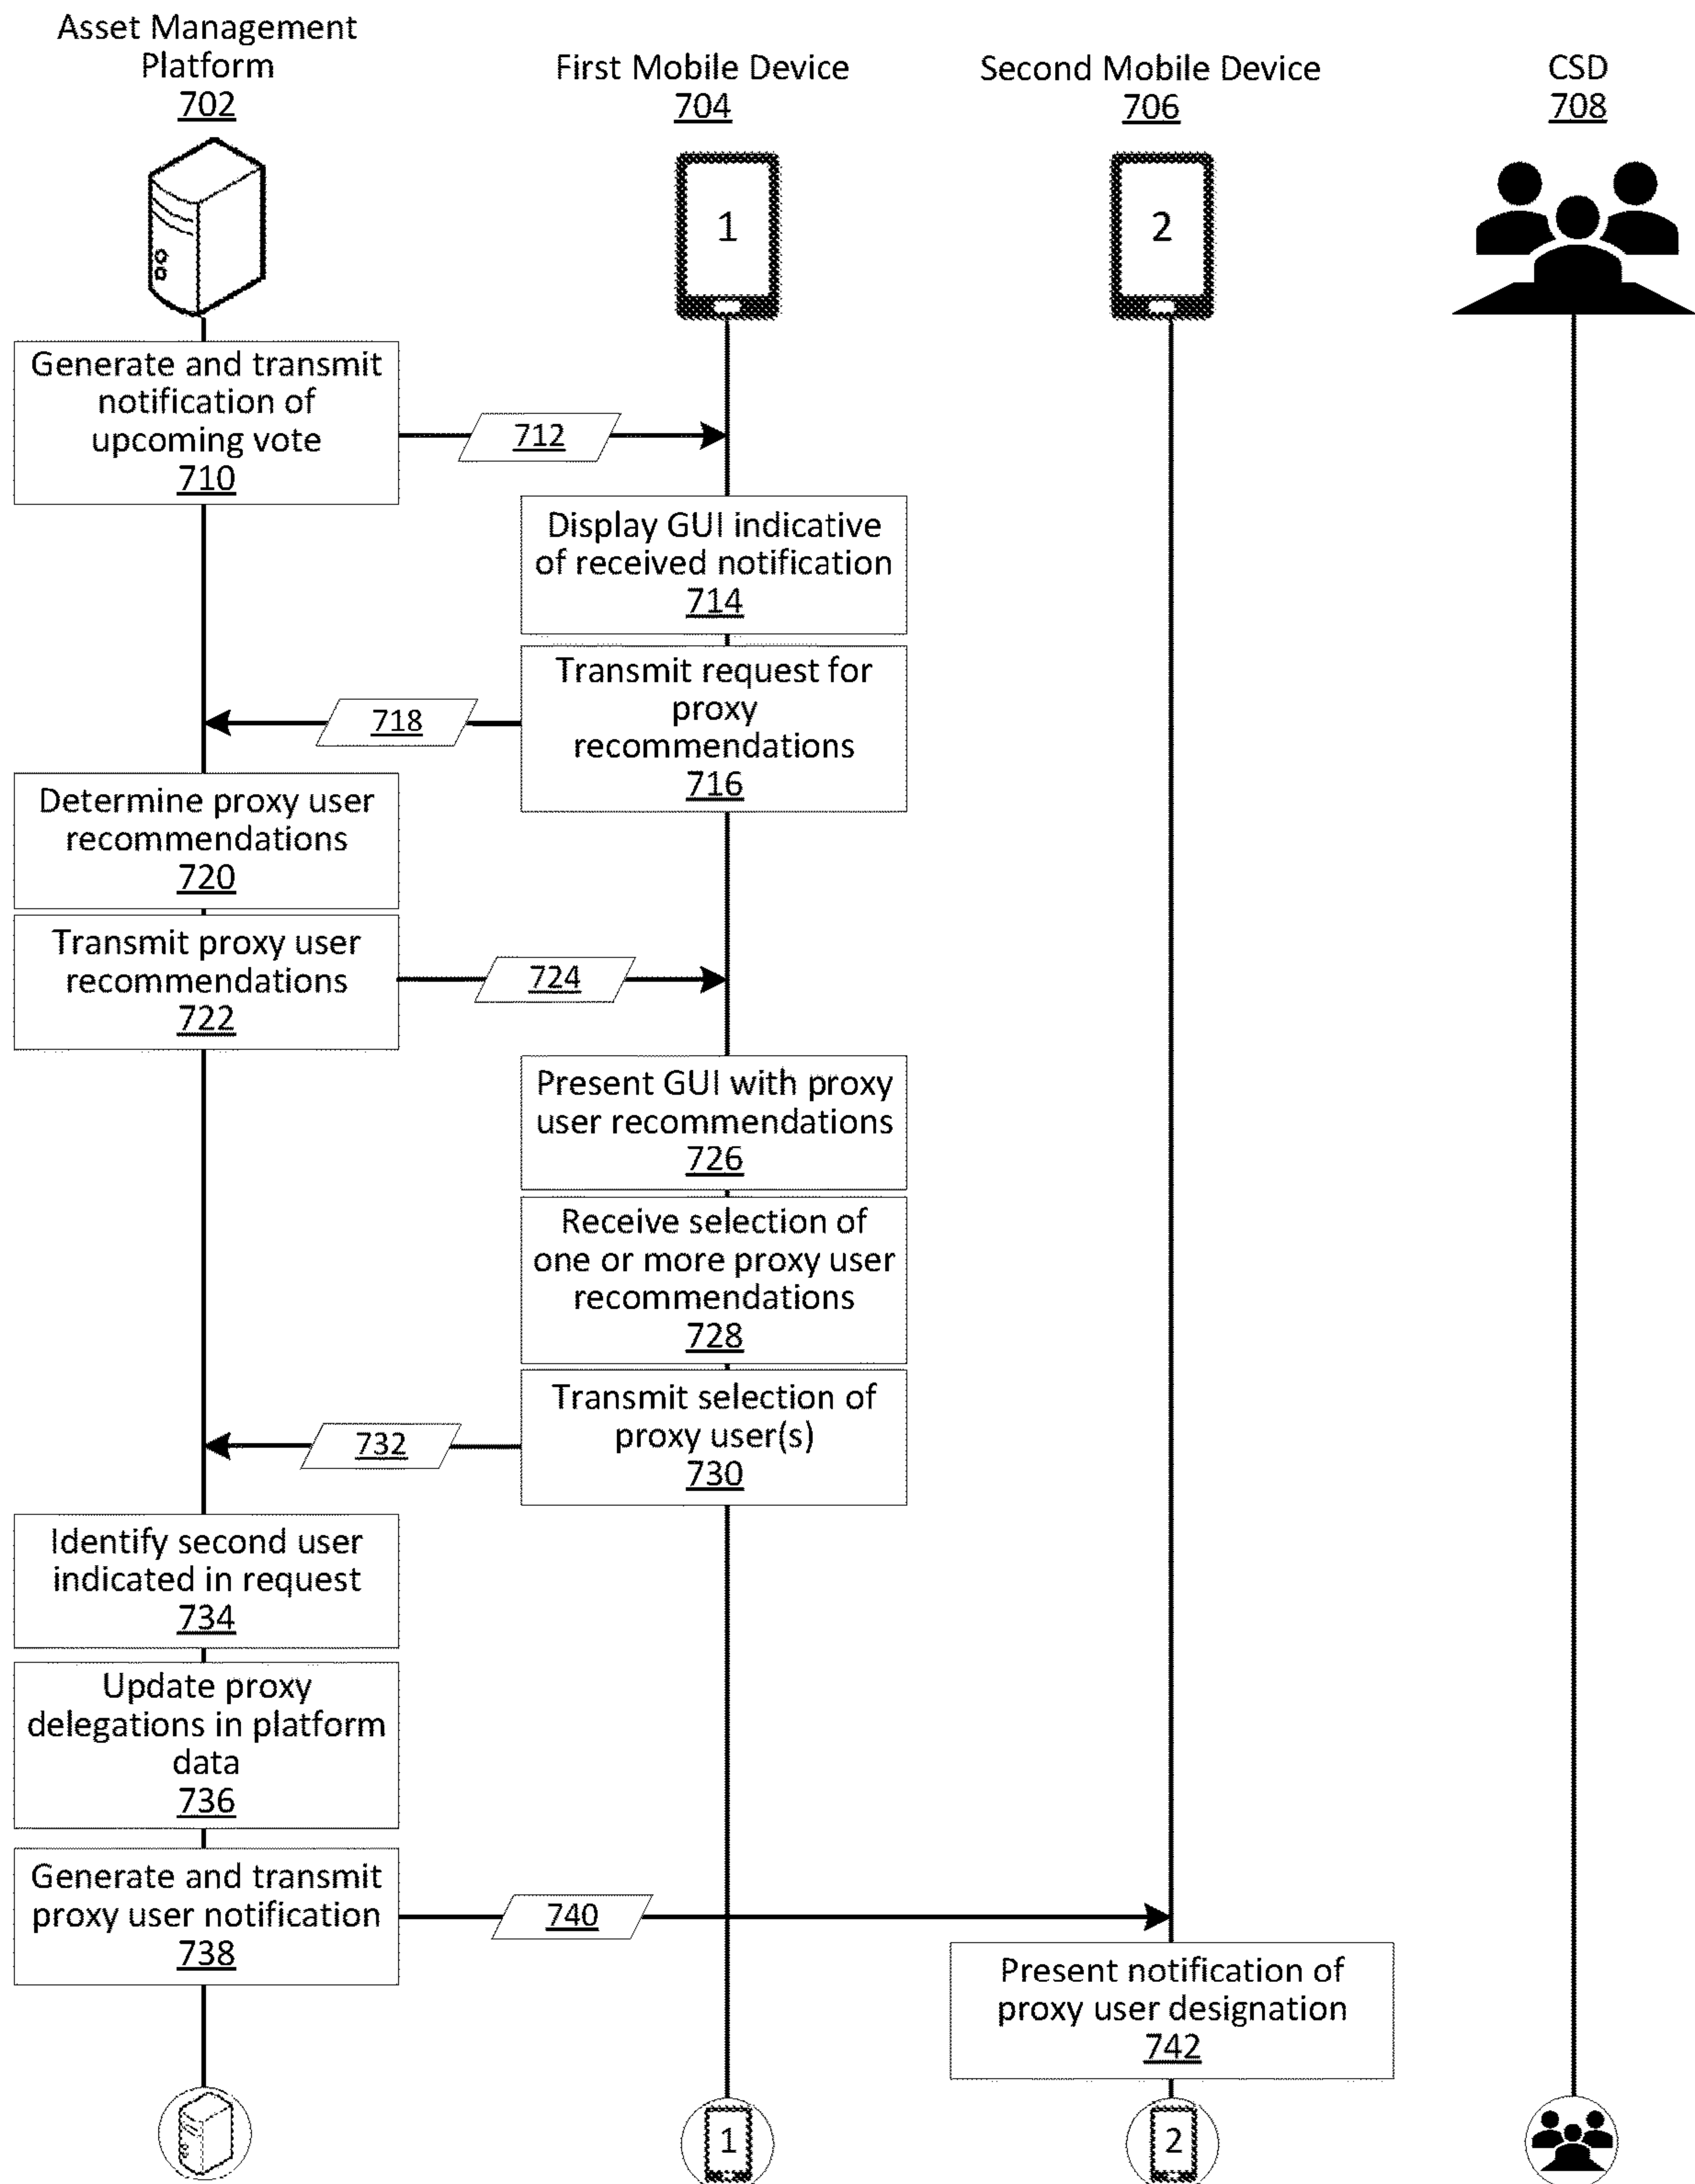 Asset Management
Platform
702
First Mobile Device
704
Second Mobile Device
706
CSD
708
1
2
Generate and transmit
notification of
upcoming vote
710
712
Display GUI indicative
of received notification
714
Transmit request for
proxy
recommendations
716
718
Determine proxy user
recommendations
720
Transmit proxy user
recommendations
722
724
Present GUI with proxy
user recommendations
726
Receive selection of
one or more proxy user
recommendations
728
Transmit selection of
proxy user(s)
730
732
Identify second user
indicated in request
734
Update proxy
delegations in platform
data
736
Generate and transmit
proxy user notification
738
740
Present notification of
proxy user designation
742
1
2